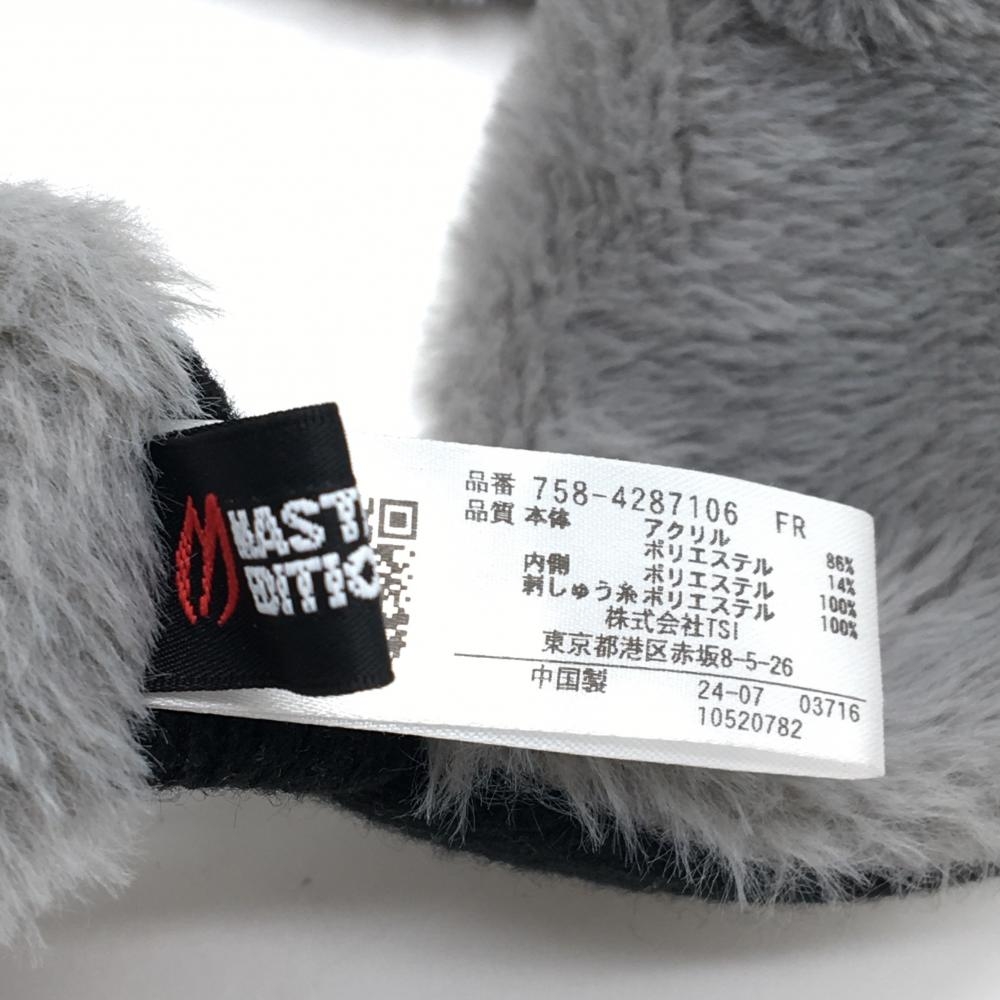 MAST
DITIO
品番 758-4287106 FR
品質 本体 アクリル 86%
ポリエステル 14%
内側 ポリエステル 100%
刺しゅう糸 ポリエステル 100%
株式会社TSI
東京都港区赤坂8-5-26
中国製 24-07 03716
10520782